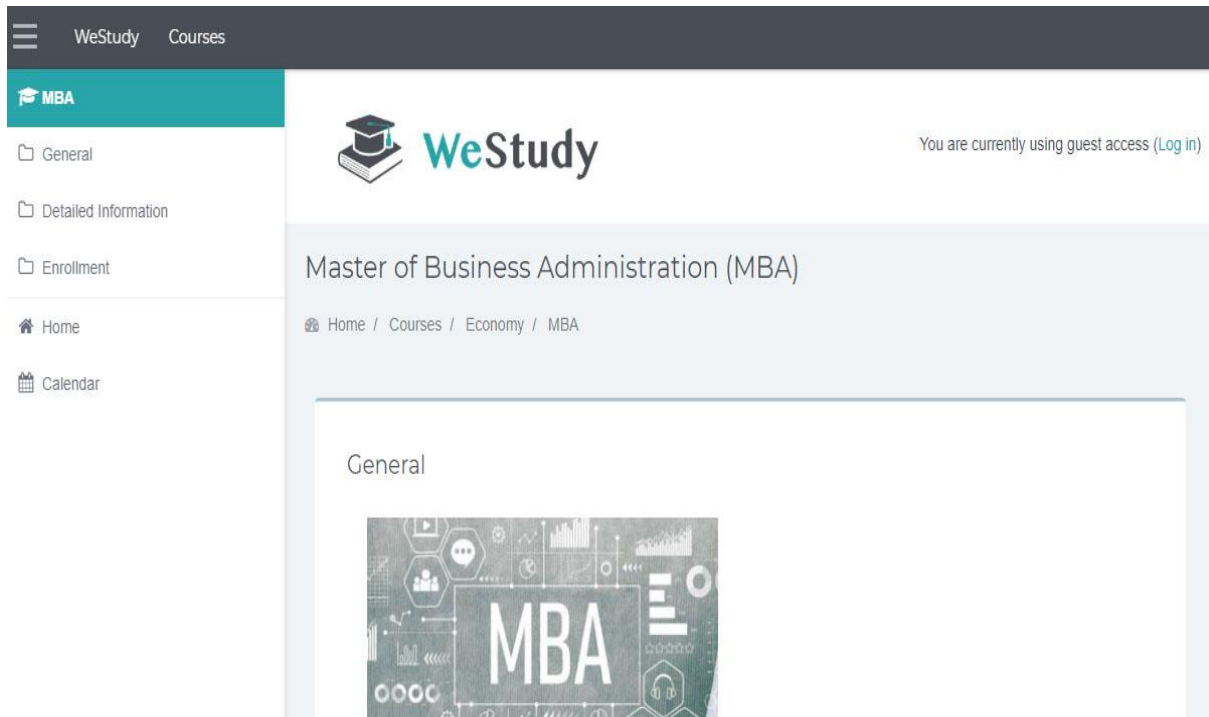 WeStudy Courses
MBA
General
Detailed Information
Enrollment
Home
Calendar
WeStudy
You are currently using guest access (Log in)
Master of Business Administration (MBA)
Home / Courses / Economy / MBA
General
MBA